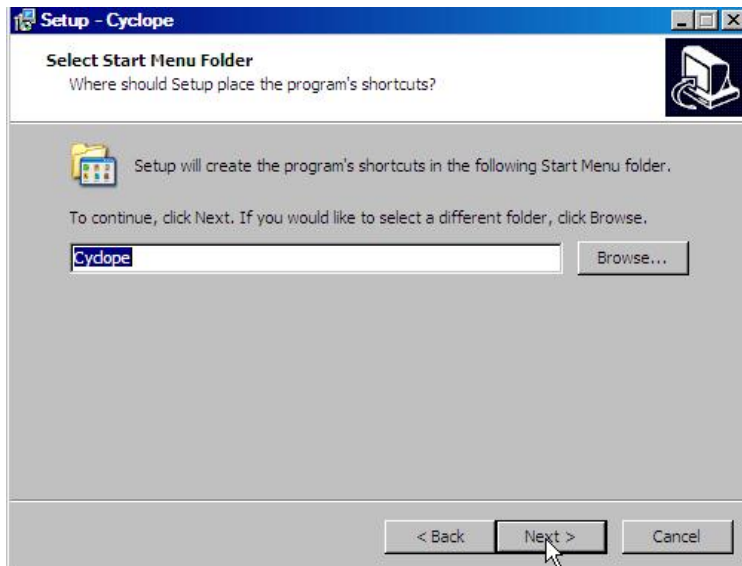 Setup - Cyclope
Select Start Menu Folder
Where should Setup place the program's shortcuts?
Setup will create the program's shortcuts in the following Start Menu folder.
To continue, click Next. If you would like to select a different folder, click Browse.
Cyclope
Browse...
< Back
Next >
Cancel